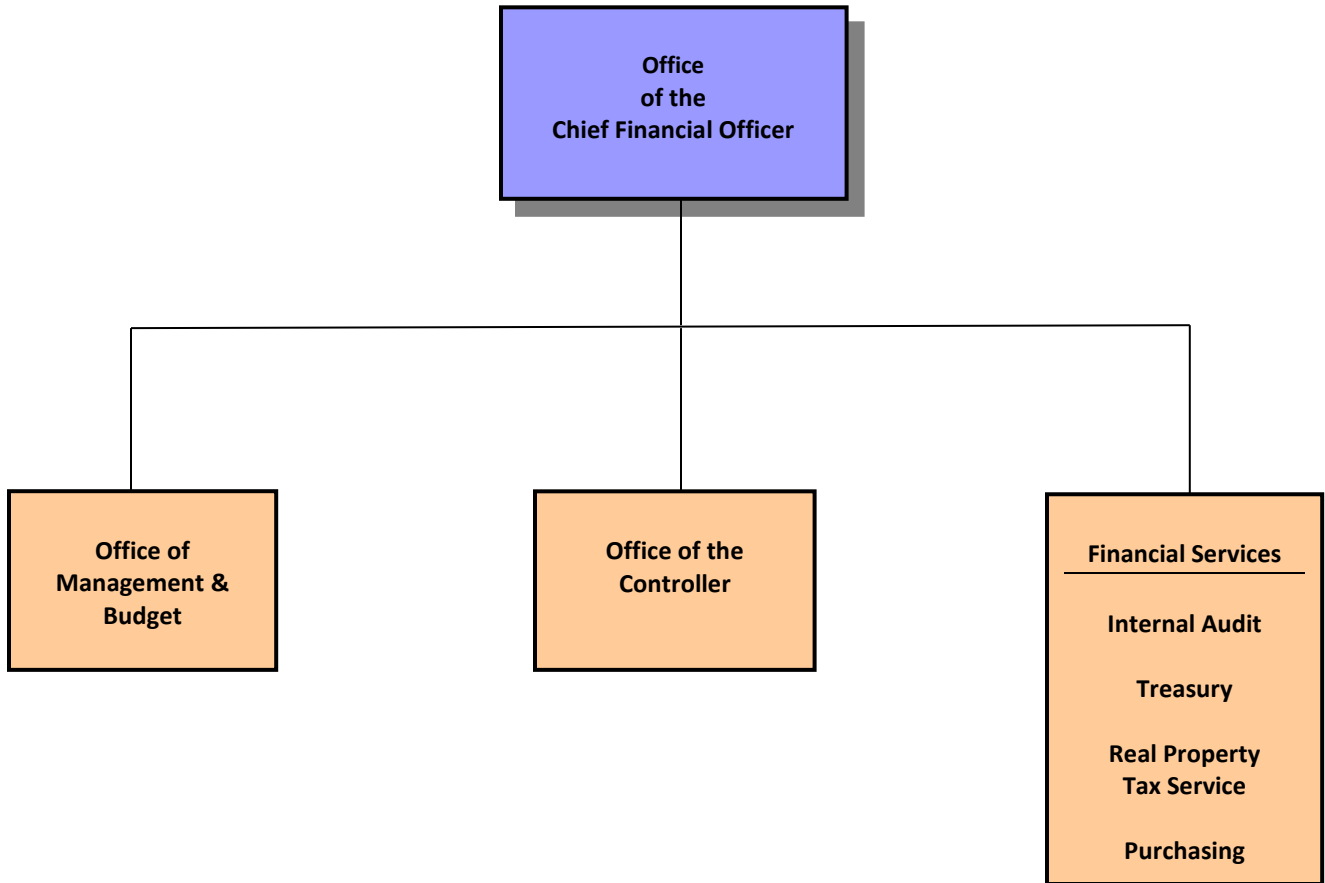 Office
of the
Chief Financial Officer
Office of
Management &
Budget
Office of the
Controller
Financial Services
Internal Audit
Treasury
Real Property
Tax Service
Purchasing